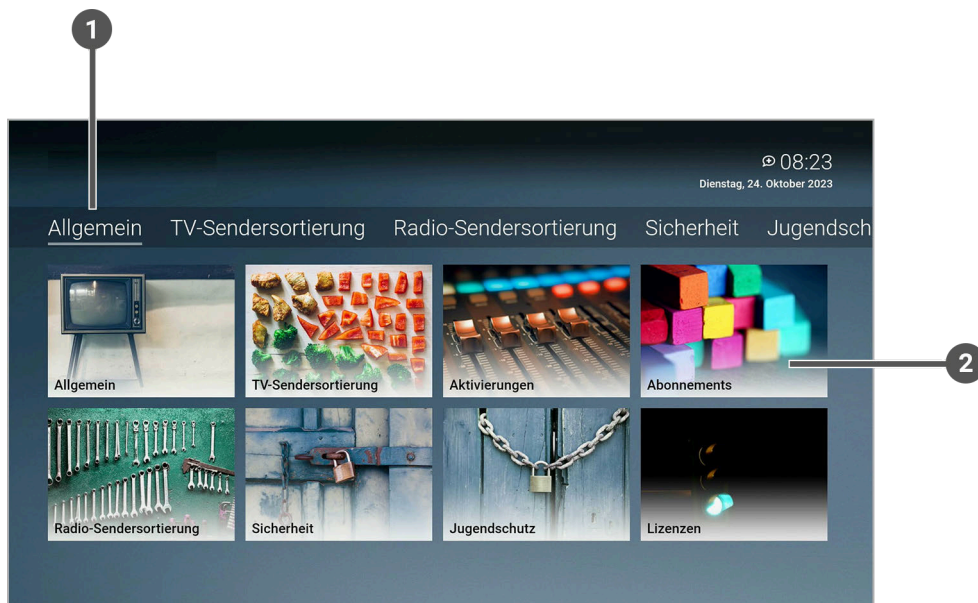 1
08:23
Dienstag, 24. Oktober 2023
Allgemein TV-Sendersortierung Radio-Sendersortierung Sicherheit Jugendsch
Allgemein TV-Sendersortierung Aktivierungen Abonnements
2
Radio-Sendersortierung Sicherheit Jugendschutz Lizenzen